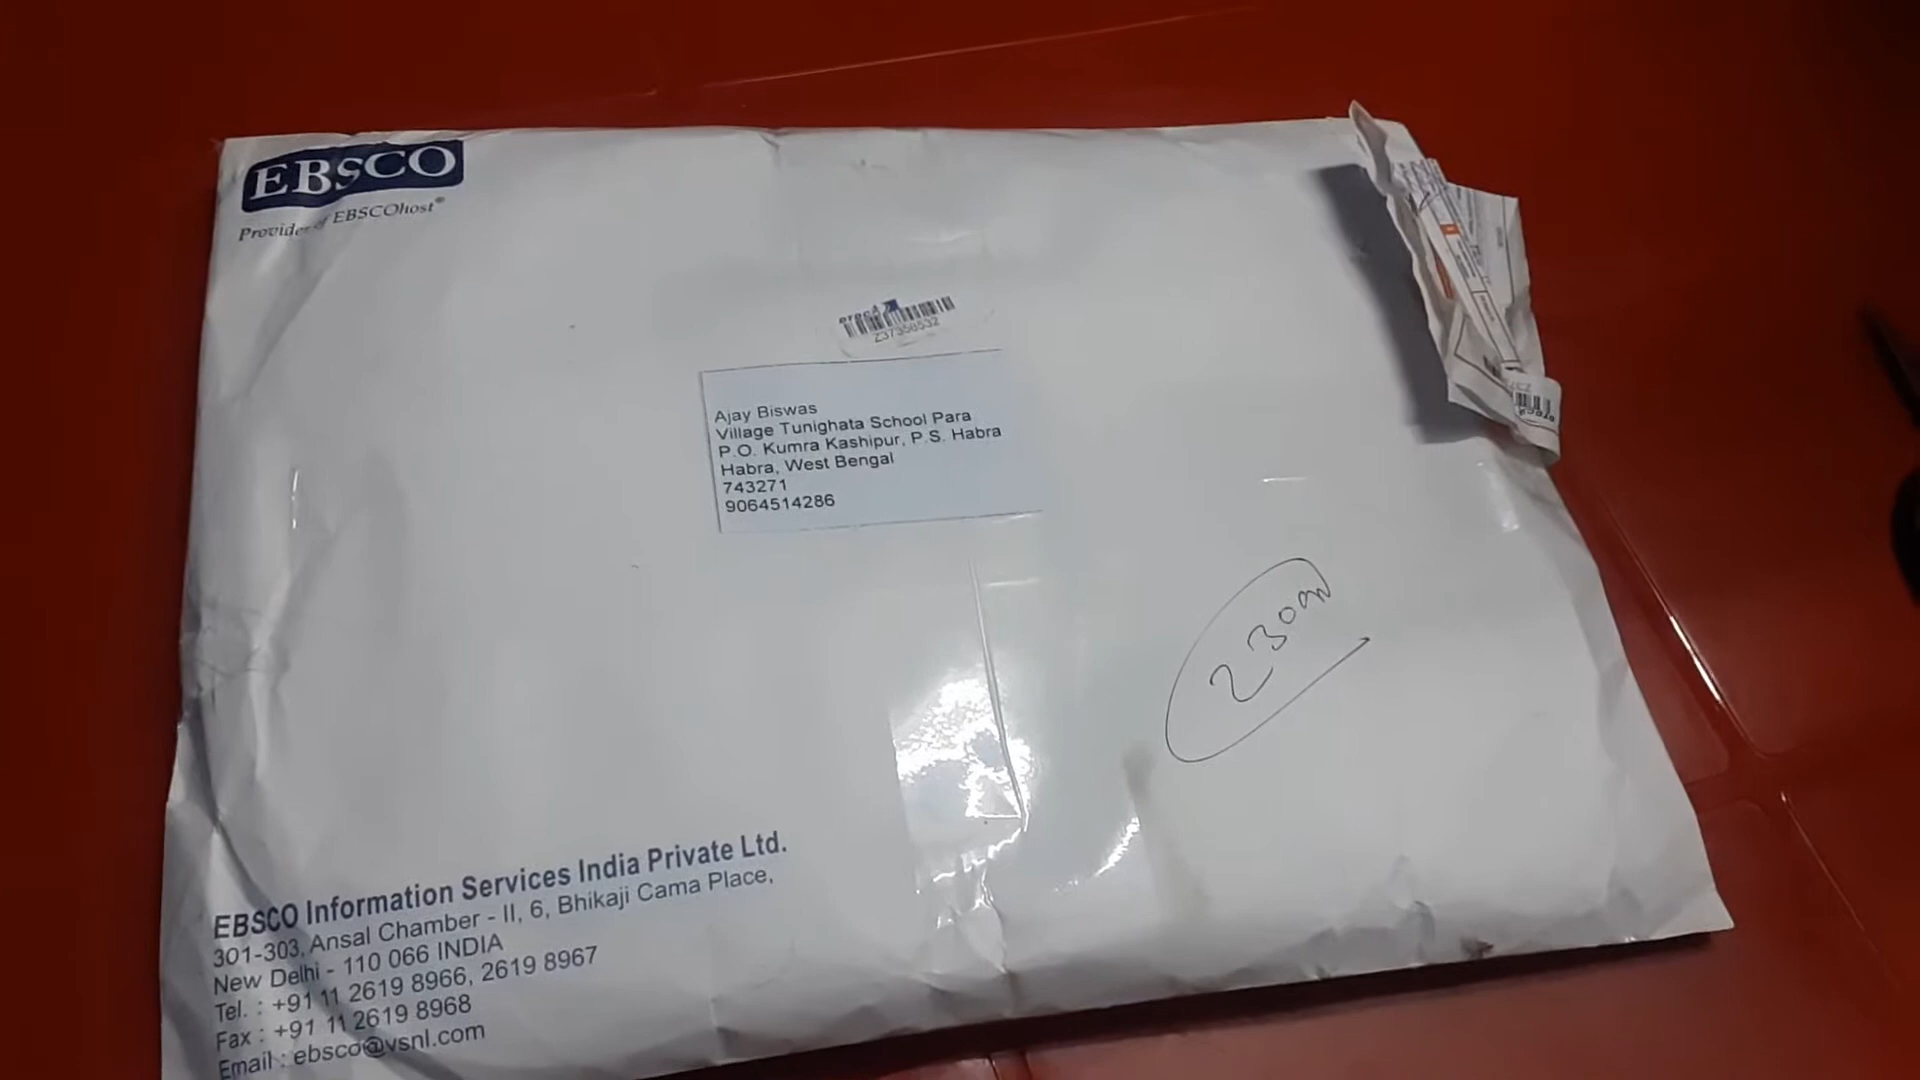 EBSCO
Provider of EBSCOhost®
Z37358532
Ajay Biswas
Village Tunighata School Para
P.O. Kumra Kashipur, P.S. Habra
Habra, West Bengal
743271
9064514286
230gm
EBSCO Information Services India Private Ltd.
301-303, Ansal Chamber - II, 6, Bhikaji Cama Place,
New Delhi - 110 066 INDIA
Tel. : +91 11 2619 8966, 2619 8967
Fax : +91 11 2619 8968
Email : ebsco@vsnl.com